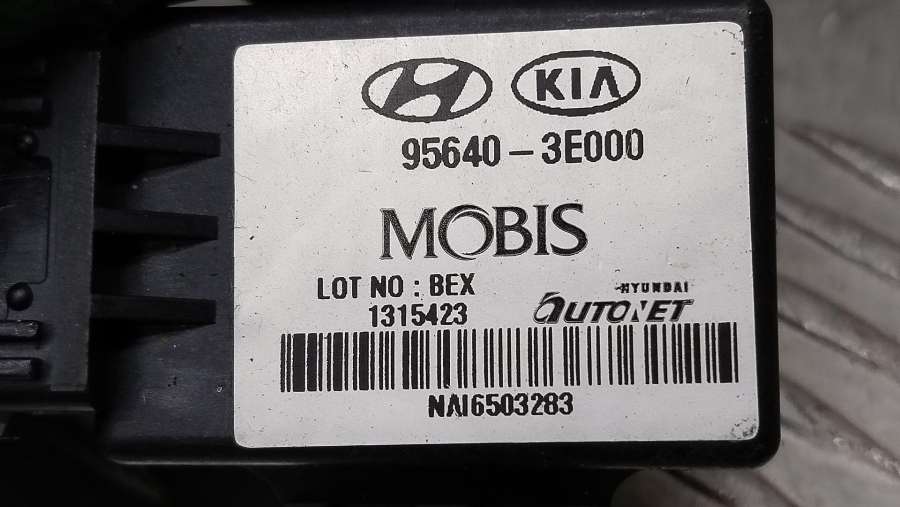 KIA
95640-3E000
MOBIS
LOT NO : BEX
1315423
HYUNDAI
AUTONET
NAI6503283